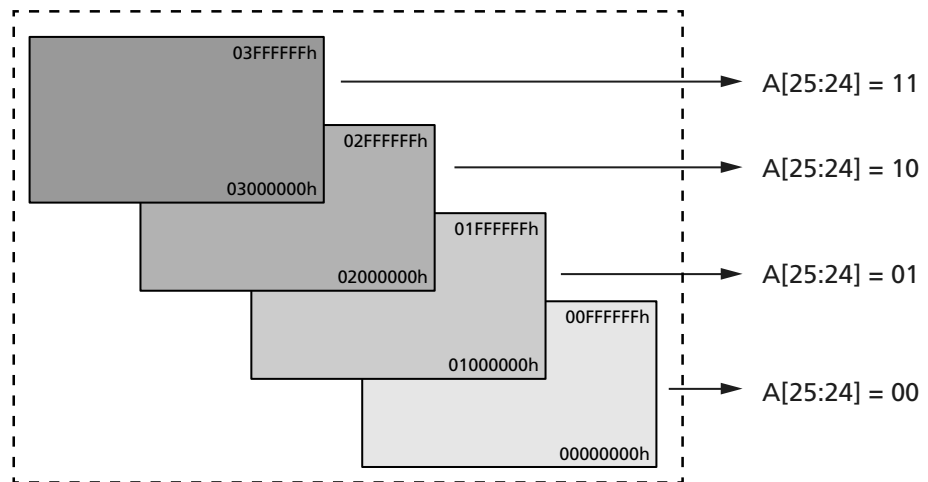 03FFFFFFh
A[25:24] = 11
02FFFFFFh
A[25:24] = 10
03000000h
01FFFFFFh
A[25:24] = 01
02000000h
00FFFFFFh
01000000h
A[25:24] = 00
00000000h